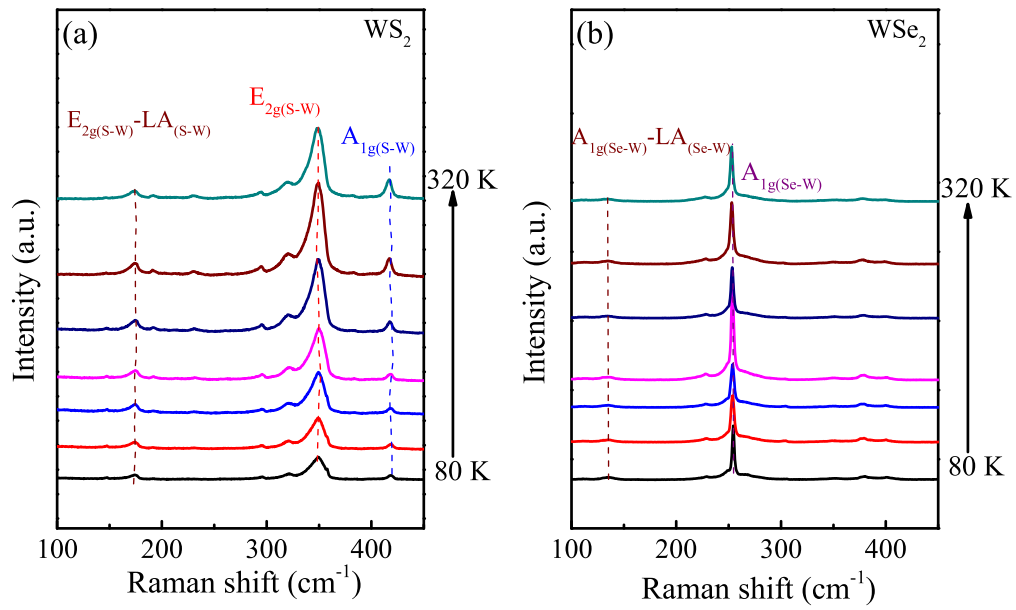 (a)
WS₂
E₂g(S-W)
E₂g(S-W)-LA(S-W)
A₁g(S-W)
320 K
80 K
Intensity (a.u.)
100 200 300 400
Raman shift (cm⁻¹)
(b)
WSe₂
A₁g(Se-W)-LA(Se-W)
A₁g(Se-W)
320 K
80 K
Intensity (a.u.)
100 200 300 400
Raman shift (cm⁻¹)